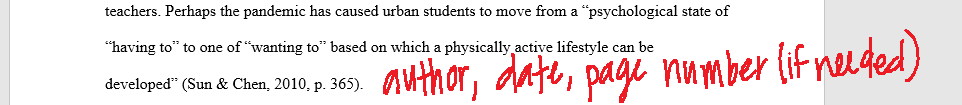 teachers. Perhaps the pandemic has caused urban students to move from a “psychological state of
“having to” to one of “wanting to” based on which a physically active lifestyle can be
developed” (Sun & Chen, 2010, p. 365). author, date, page number (if needed)